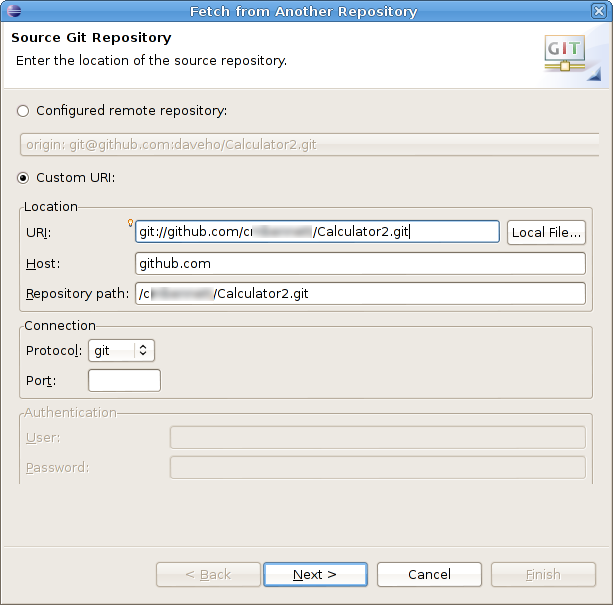 Fetch from Another Repository
Source Git Repository
Enter the location of the source repository.
GIT
Configured remote repository:
origin: git@github.com:daveho/Calculator2.git
Custom URI:
Location
URI: git://github.com/c /Calculator2.git Local File...
Host: github.com
Repository path: /c /Calculator2.git
Connection
Protocol: git
Port:
Authentication
User:
Password:
< Back Next > Cancel Finish